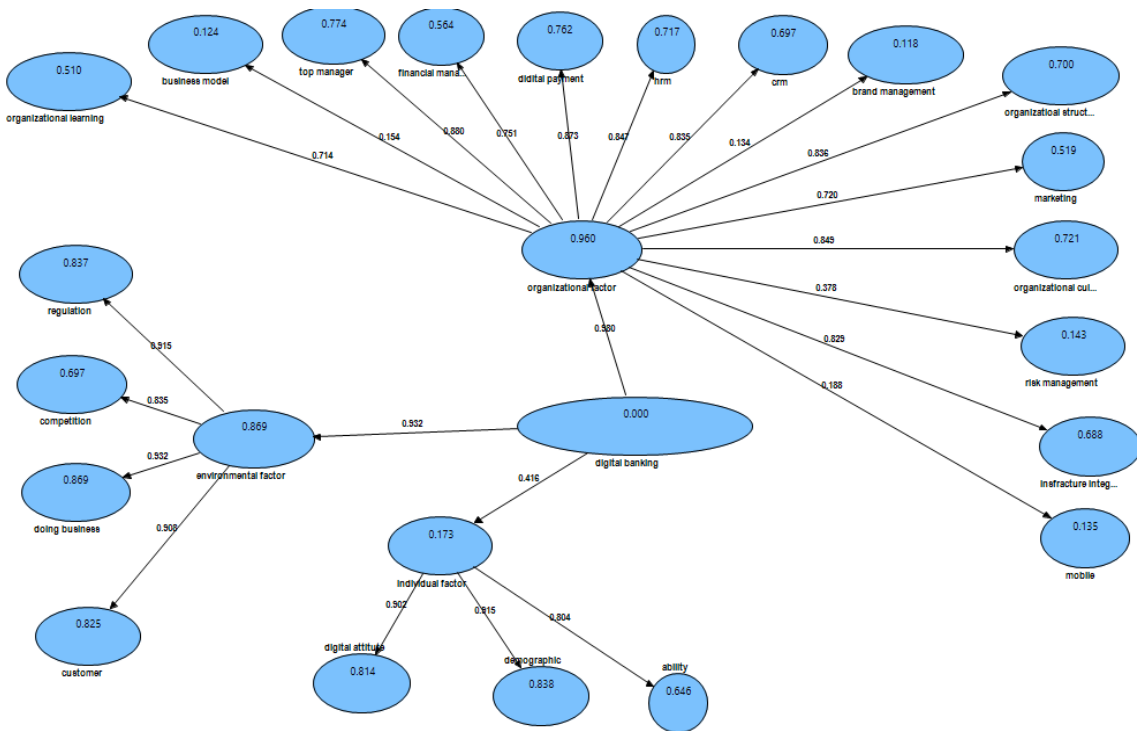 0.510
organizational learning
0.124
business model
0.774
top manager
0.564
financial mana...
0.762
didital payment
0.717
hrm
0.697
crm
0.118
brand management
0.700
organizatioal struct...
0.519
marketing
0.721
organizational cul...
0.143
risk management
0.688
insfracture integ...
0.135
mobile
0.714
0.154
0.880
0.751
0.873
0.847
0.835
0.134
0.836
0.720
0.849
0.378
0.829
0.188
0.960
organizational factor
0.980
0.000
digital banking
0.932
0.416
0.837
regulation
0.697
competition
0.869
doing business
0.825
customer
0.915
0.835
0.932
0.908
0.869
environmental factor
0.173
individual factor
0.902
0.915
0.804
digital attitute
0.814
demographic
0.838
ability
0.646